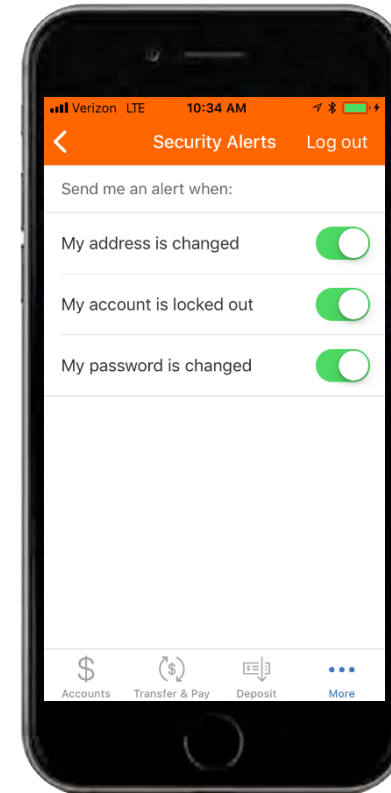 Verizon LTE 10:34 AM
Security Alerts Log out
Send me an alert when:
My address is changed
My account is locked out
My password is changed
$ $
Accounts Transfer & Pay Deposit More